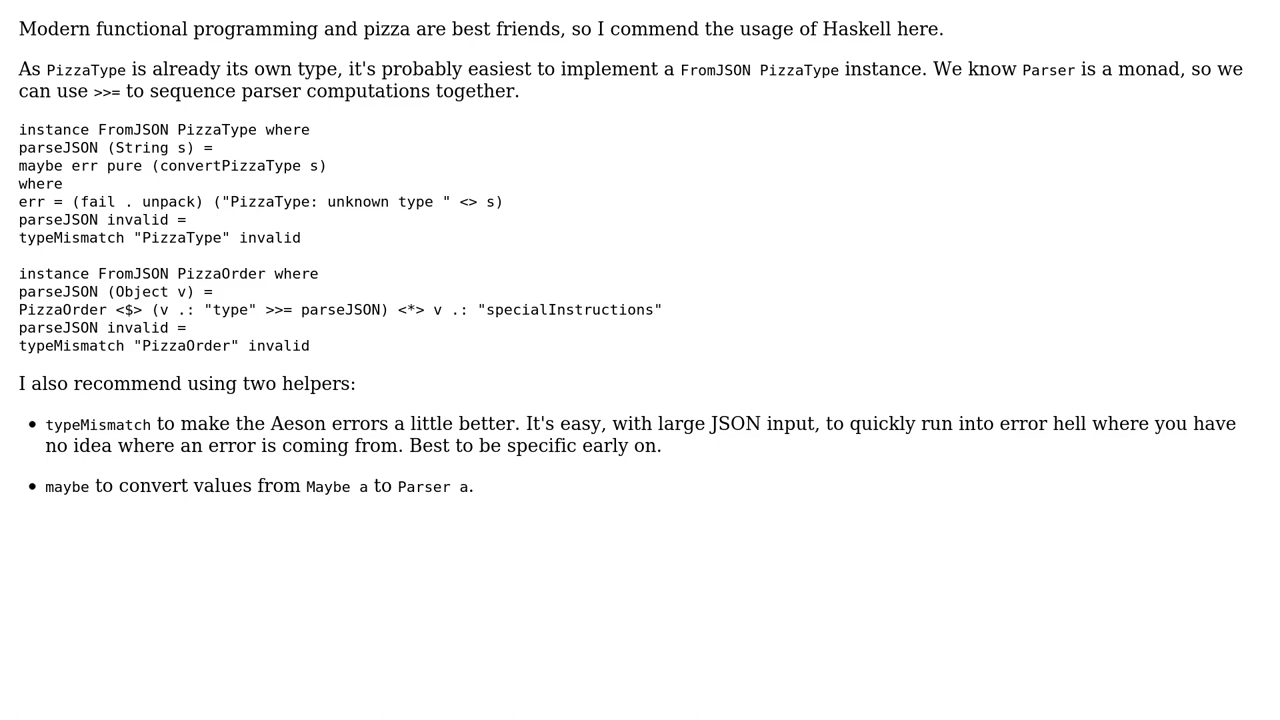 Modern functional programming and pizza are best friends, so I commend the usage of Haskell here.
As PizzaType is already its own type, it's probably easiest to implement a FromJSON PizzaType instance. We know Parser is a monad, so we
can use >>= to sequence parser computations together.
instance FromJSON PizzaType where
parseJSON (String s) =
maybe err pure (convertPizzaType s)
where
err = (fail . unpack) ("PizzaType: unknown type " <> s)
parseJSON invalid =
typeMismatch "PizzaType" invalid
instance FromJSON PizzaOrder where
parseJSON (Object v) =
PizzaOrder <$> (v .: "type" >>= parseJSON) <*> v .: "specialInstructions"
parseJSON invalid =
typeMismatch "PizzaOrder" invalid
I also recommend using two helpers:
• typeMismatch to make the Aeson errors a little better. It's easy, with large JSON input, to quickly run into error hell where you have
no idea where an error is coming from. Best to be specific early on.
• maybe to convert values from Maybe a to Parser a.